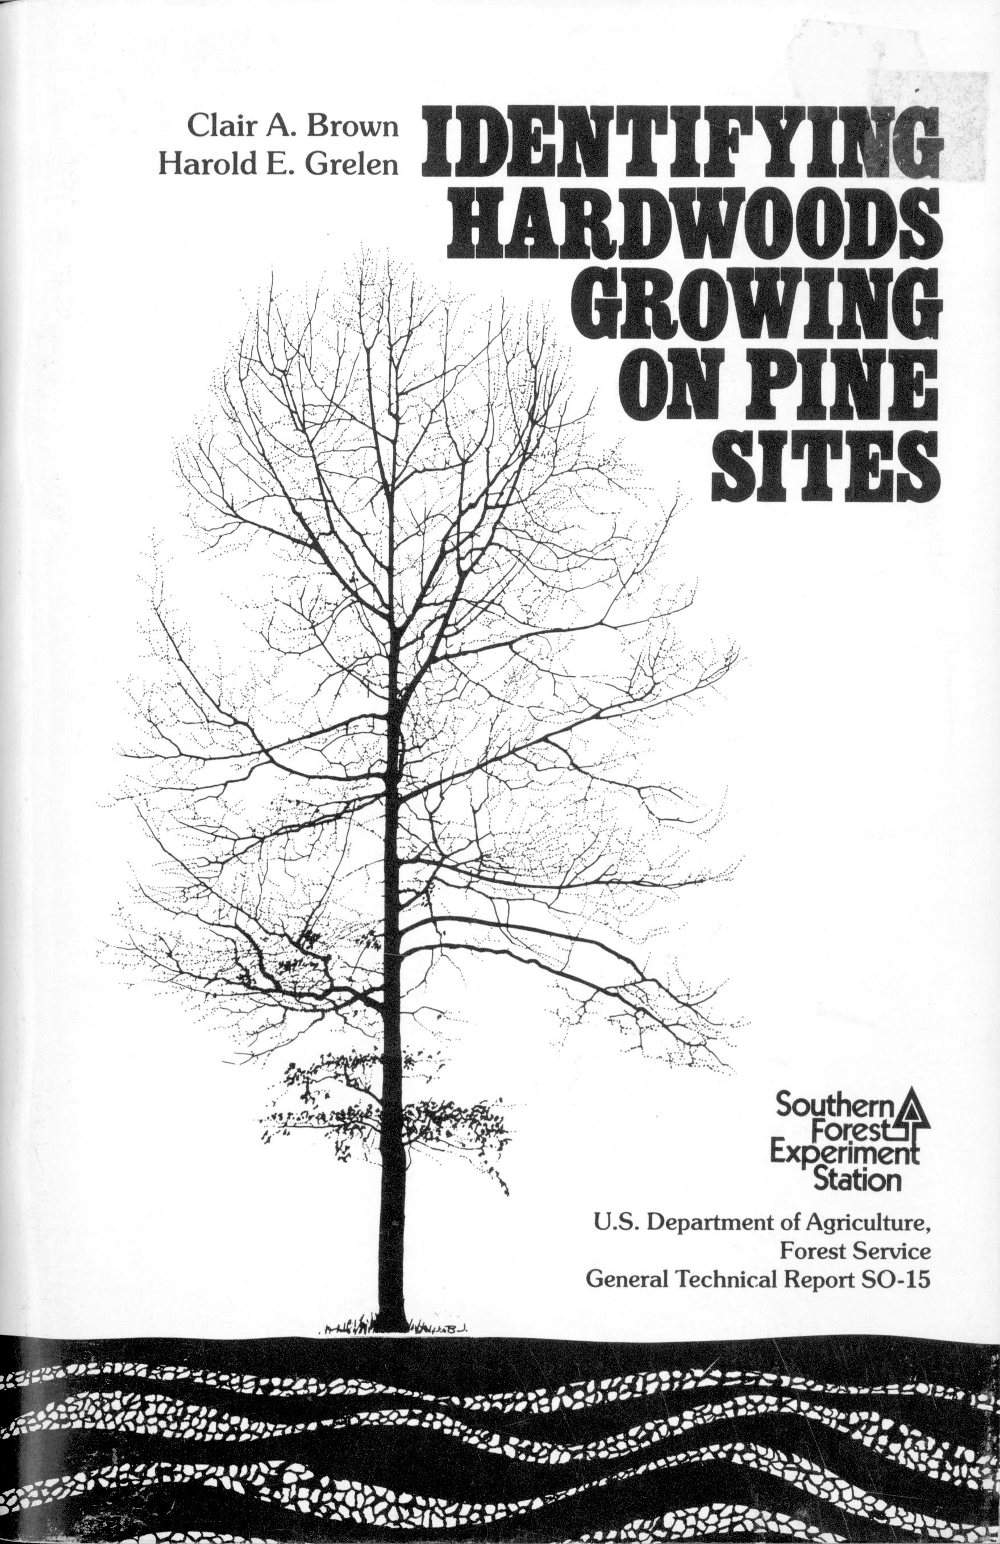 Clair A. Brown
Harold E. Grelen
IDENTIFYING
HARDWOODS
GROWING
ON PINE
SITES
Southern
Forest
Experiment
Station
U.S. Department of Agriculture,
Forest Service
General Technical Report SO-15